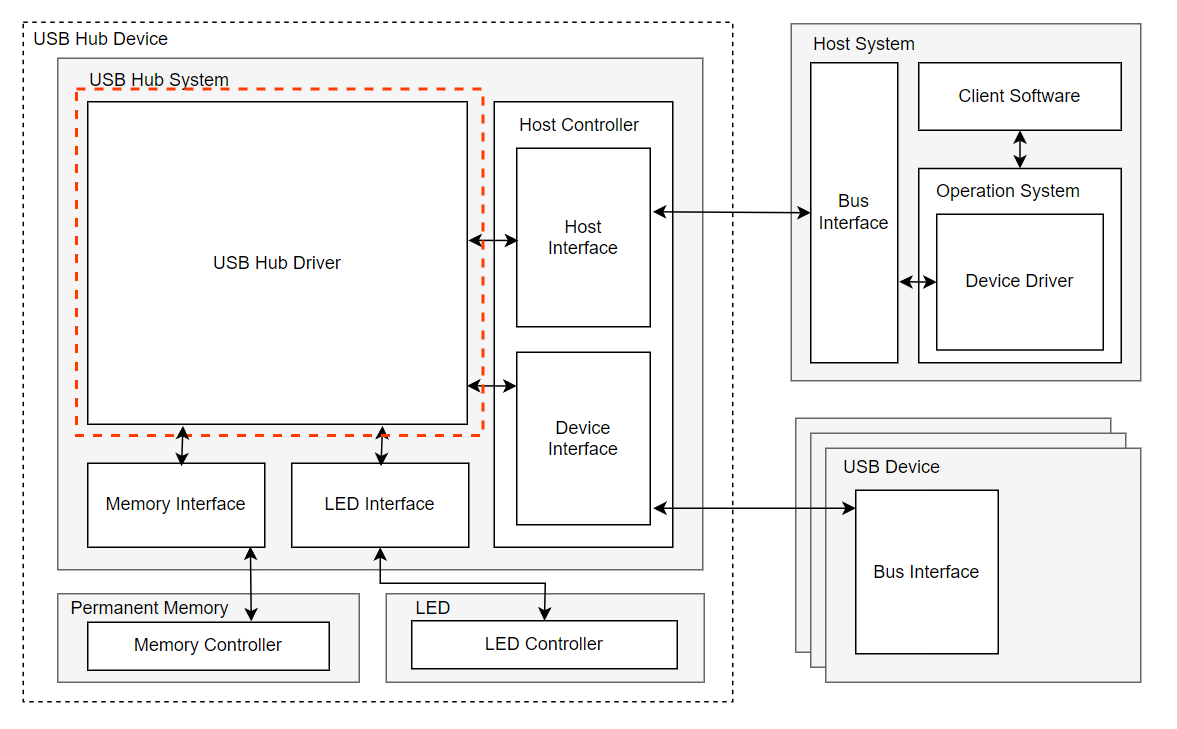 USB Hub Device
USB Hub System
USB Hub Driver
Host Controller
Host
Interface
Device
Interface
Memory Interface
LED Interface
Permanent Memory
Memory Controller
LED
LED Controller
Host System
Bus
Interface
Client Software
Operation System
Device Driver
USB Device
Bus Interface